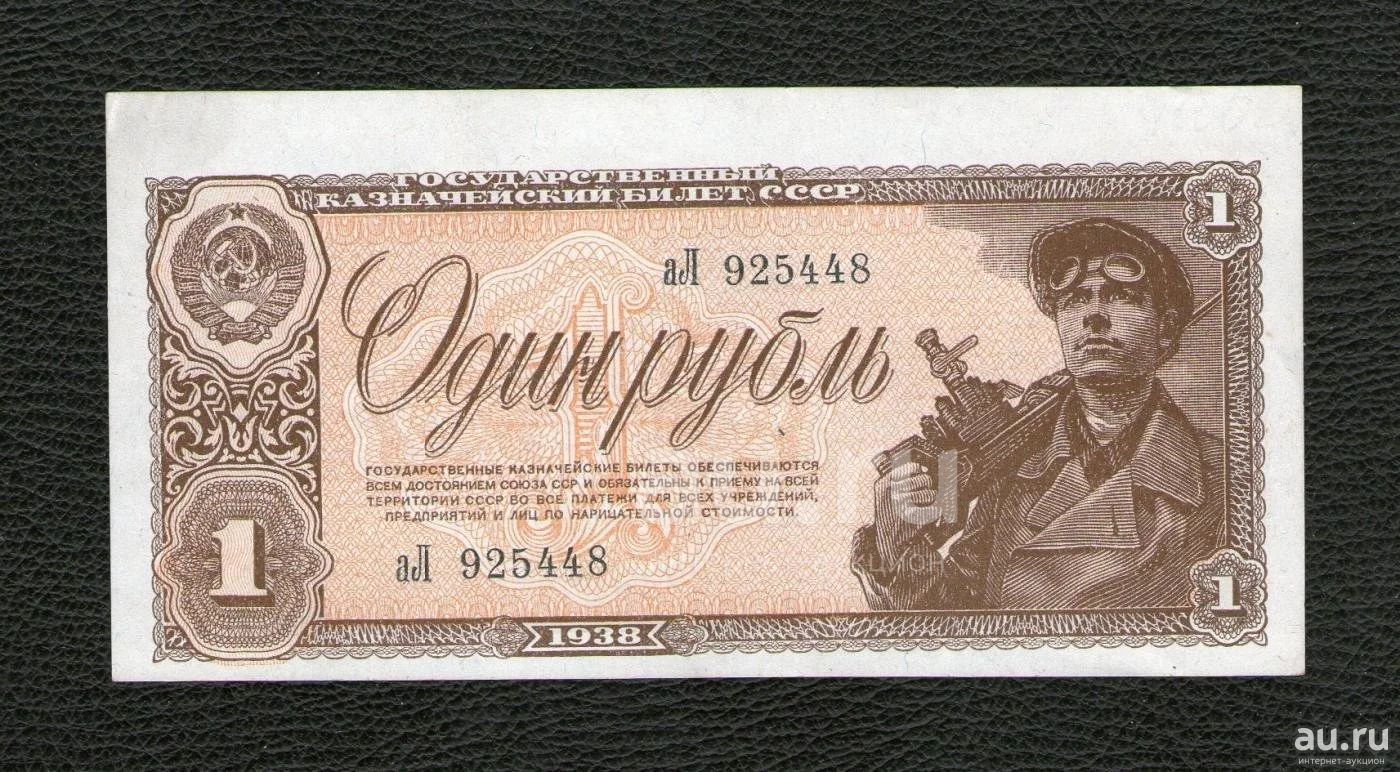 ГОСУДАРСТВЕННЫЙ
КАЗНАЧЕЙСКИЙ БИЛЕТ СССР
1
аЛ 925448
Один рубль
ГОСУДАРСТВЕННЫЕ КАЗНАЧЕЙСКИЕ БИЛЕТЫ ОБЕСПЕЧИВАЮТСЯ
ВСЕМ ДОСТОЯНИЕМ СОЮЗА ССР И ОБЯЗАТЕЛЬНЫ К ПРИЕМУ НА ВСЕЙ
ТЕРРИТОРИИ СССР ВО ВСЕ ПЛАТЕЖИ ДЛЯ ВСЕХ УЧРЕЖДЕНИЙ,
ПРЕДПРИЯТИЙ И ЛИЦ ПО НАРИЦАТЕЛЬНОЙ СТОИМОСТИ.
1
аЛ 925448
1
1938
au.ru
интернет-аукцион